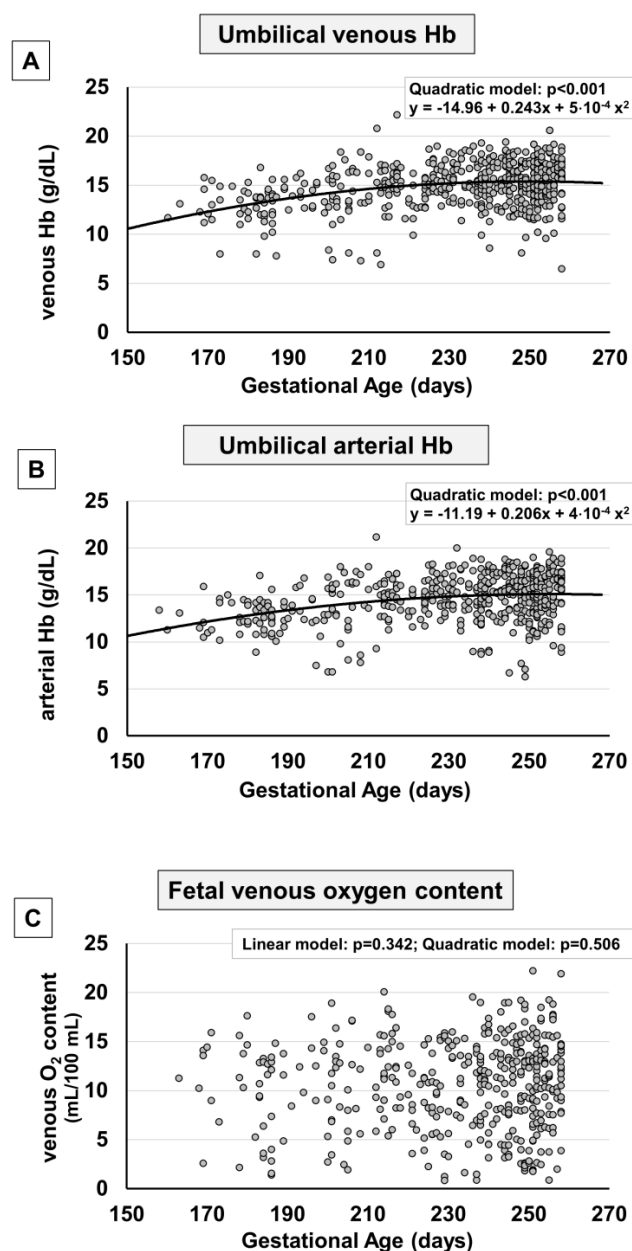 Umbilical venous Hb
A
Quadratic model: p<0.001
y = -14.96 + 0.243x + 5·10⁻⁴ x²
25
20
15
10
5
0
venous Hb (g/dL)
150 170 190 210 230 250 270
Gestational Age (days)
Umbilical arterial Hb
B
Quadratic model: p<0.001
y = -11.19 + 0.206x + 4·10⁻⁴ x²
25
20
15
10
5
0
arterial Hb (g/dL)
150 170 190 210 230 250 270
Gestational Age (days)
Fetal venous oxygen content
C
Linear model: p=0.342; Quadratic model: p=0.506
25
20
15
10
5
0
venous O₂ content
(mL/100 mL)
150 170 190 210 230 250 270
Gestational Age (days)